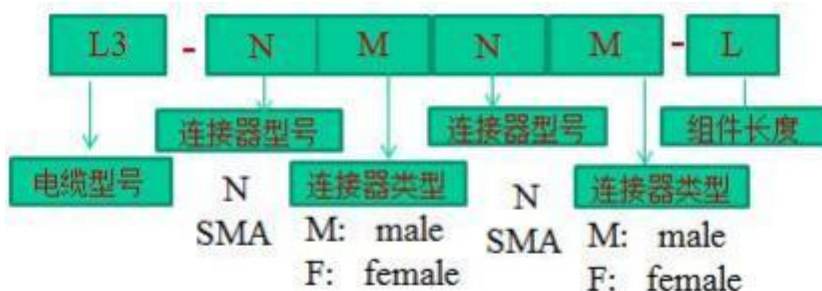 L3 - N M N M - L
连接器型号 连接器型号 组件长度
电缆型号 N 连接器类型 N 连接器类型
SMA M: male SMA M: male
F: female F: female